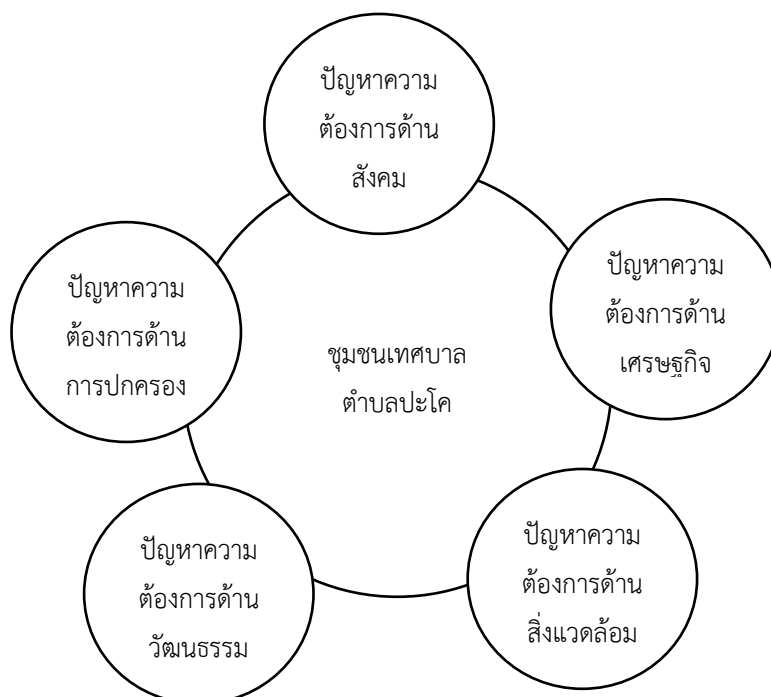 ปัญหาความ
ต้องการด้าน
สังคม
ปัญหาความ
ต้องการด้าน
เศรษฐกิจ
ปัญหาความ
ต้องการด้าน
สิ่งแวดล้อม
ปัญหาความ
ต้องการด้าน
วัฒนธรรม
ปัญหาความ
ต้องการด้าน
การปกครอง
ชุมชนเทศบาล
ตำบลปะโค